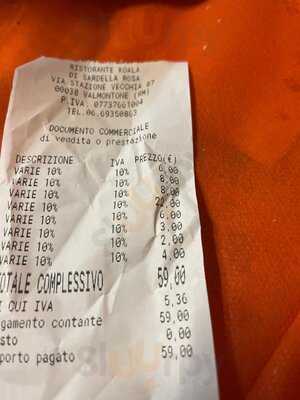 RISTORANTE KOALA
DI SARDELLA ROSA
VIA STAZIONE VECCHIA 87
00038 VALMONTONE (RM)
P.IVA. 07737661004
TEL.06.69350863
DOCUMENTO COMMERCIALE
di vendita o prestazione
DESCRIZIONE IVA PREZZO(€)
VARIE 10% 10% 6,00
VARIE 10% 10% 8,00
VARIE 10% 10% 8,00
VARIE 10% 10% 22,00
VARIE 10% 10% 6,00
VARIE 10% 10% 3,00
VARIE 10% 10% 2,00
VARIE 10% 10% 4,00
TOTALE COMPLESSIVO 59,00
I CUI IVA 5,36
gamento contante 59,00
sto 0,00
porto pagato 59,00